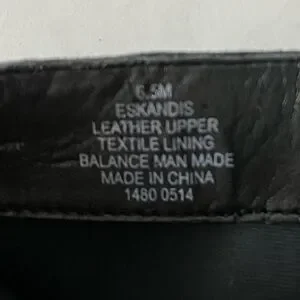 6.5M
ESKANDIS
LEATHER UPPER
TEXTILE LINING
BALANCE MAN MADE
MADE IN CHINA
1480 0514